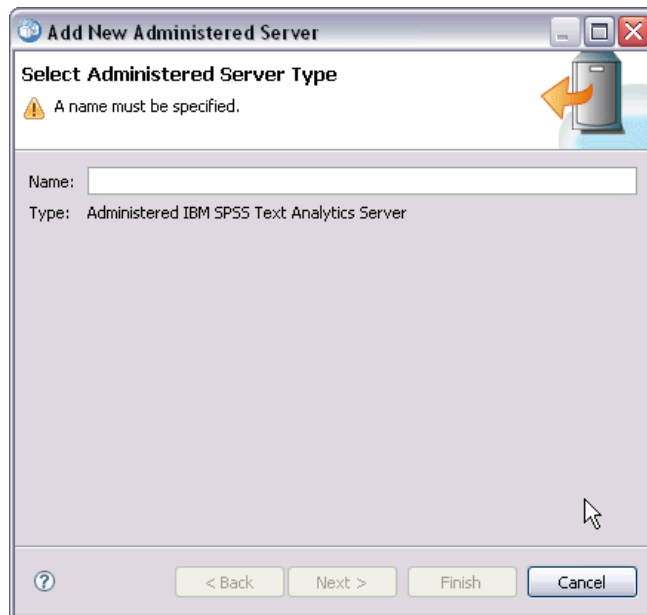 Add New Administered Server
Select Administered Server Type
A name must be specified.
Name:
Type: Administered IBM SPSS Text Analytics Server
< Back Next > Finish Cancel